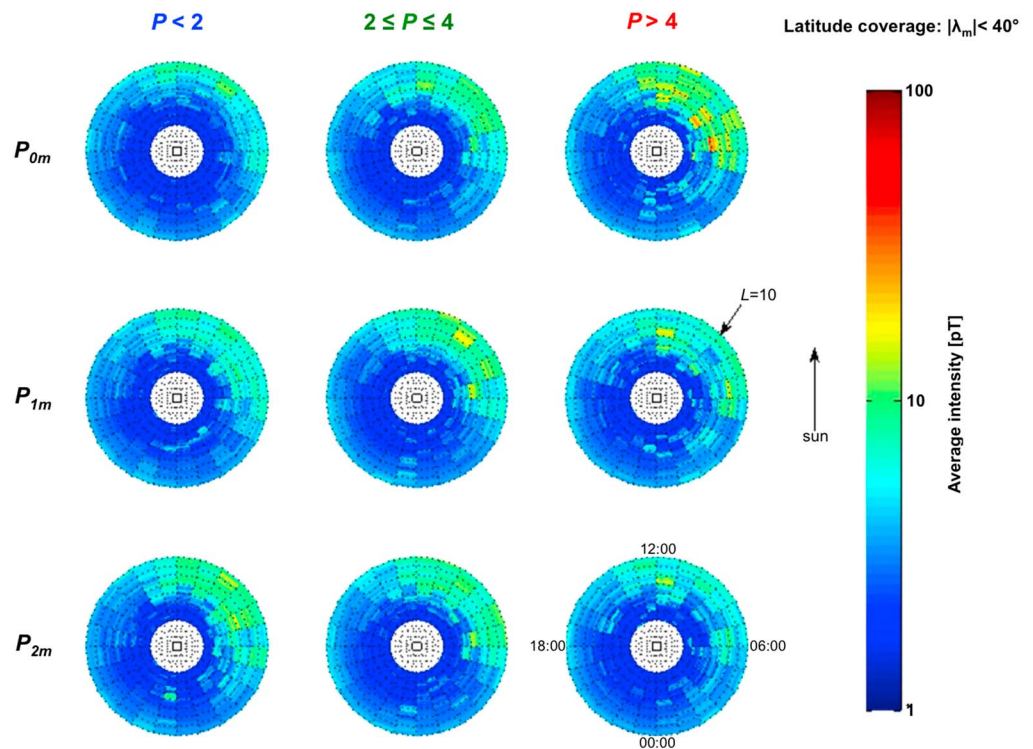 P < 2
2 ≤ P ≤ 4
P > 4
Latitude coverage: |λm|< 40°
100
P0m
L=10
P1m
sun
10
Average intensity [pT]
12:00
P2m
18:00
06:00
1
00:00